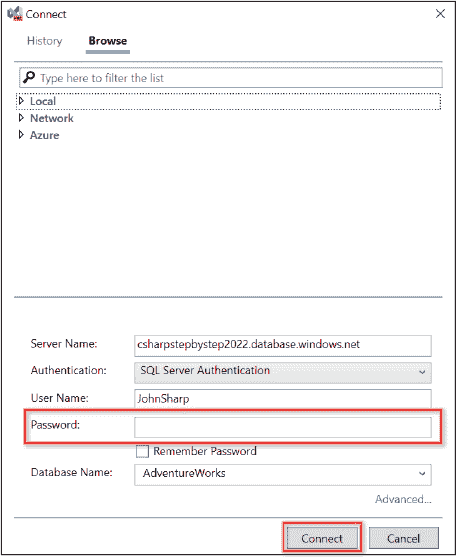 Connect
History Browse
Type here to filter the list
Local
Network
Azure
Server Name: csharpstepbystep2022.database.windows.net
Authentication: SQL Server Authentication
User Name: JohnSharp
Password:
Remember Password
Database Name: AdventureWorks
Advanced...
Connect Cancel